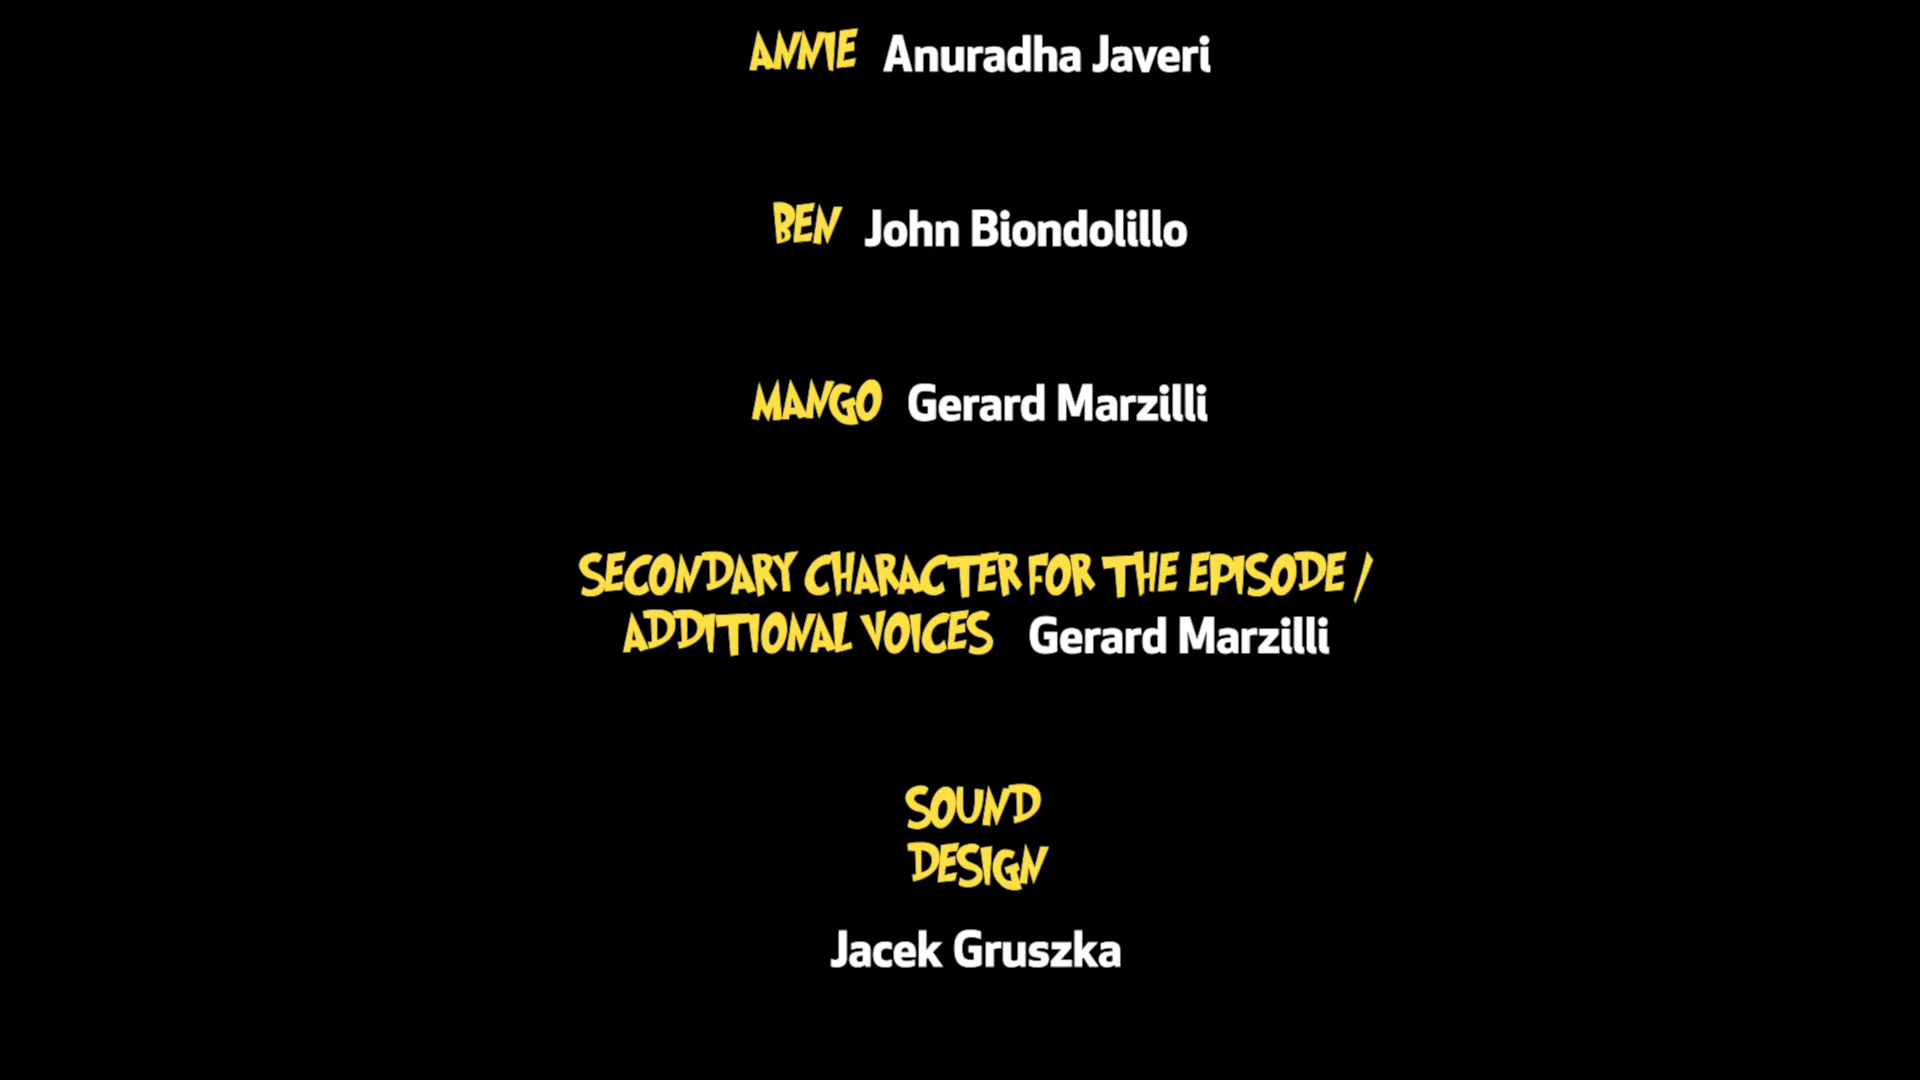 ANNIE Anuradha Javeri
BEN John Biondolillo
MANGO Gerard Marzilli
SECONDARY CHARACTER FOR THE EPISODE /
ADDITIONAL VOICES Gerard Marzilli
SOUND
DESIGN
Jacek Gruszka